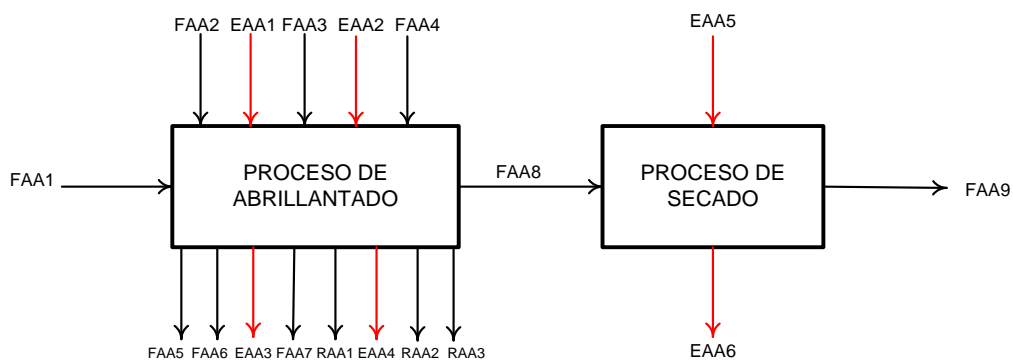 FAA2 EAA1 FAA3 EAA2 FAA4
EAA5
FAA1
PROCESO DE
ABRILLANTADO
FAA8
PROCESO DE
SECADO
FAA9
FAA5 FAA6 EAA3 FAA7 RAA1 EAA4 RAA2 RAA3
EAA6